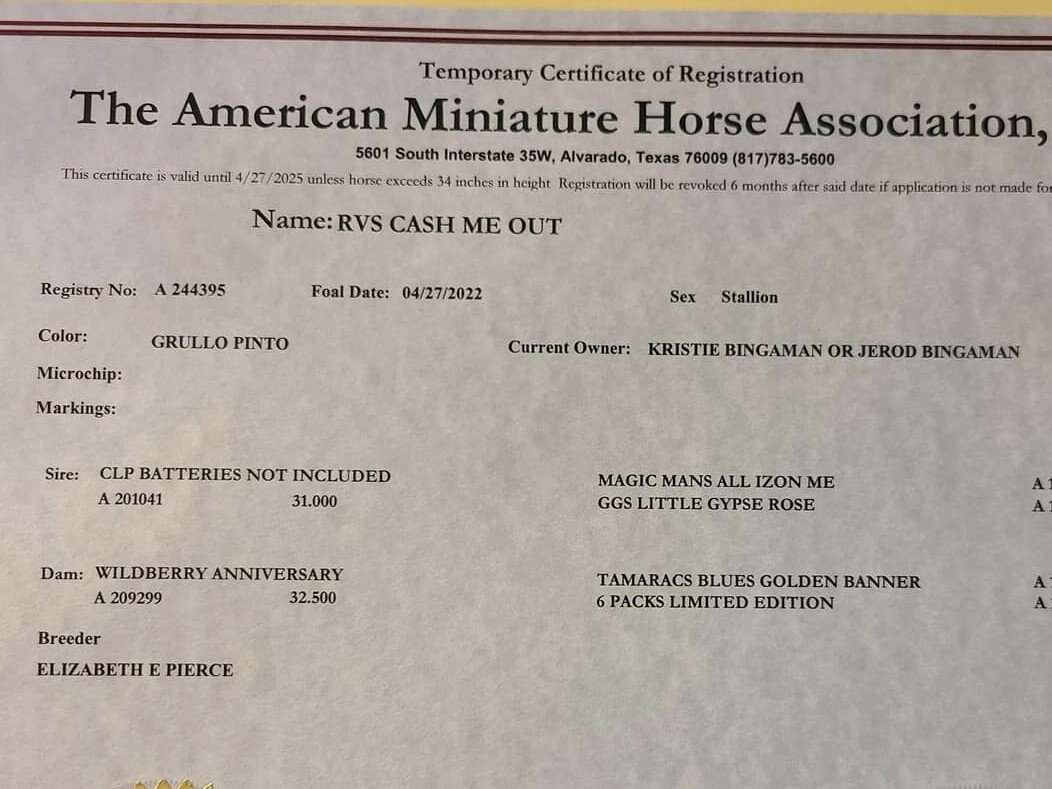 Temporary Certificate of Registration
The American Miniature Horse Association,
5601 South Interstate 35W, Alvarado, Texas 76009 (817)783-5600
This certificate is valid until 4/27/2025 unless horse exceeds 34 inches in height Registration will be revoked 6 months after said date if application is not made for
Name: RVS CASH ME OUT
Registry No: A 244395 Foal Date: 04/27/2022 Sex Stallion
Color: GRULLO PINTO Current Owner: KRISTIE BINGAMAN OR JEROD BINGAMAN
Microchip:
Markings:
Sire: CLP BATTERIES NOT INCLUDED MAGIC MANS ALL IZON ME A 1
A 201041 31.000 GGS LITTLE GYPSE ROSE A 1
Dam: WILDBERRY ANNIVERSARY TAMARACS BLUES GOLDEN BANNER A
A 209299 32.500 6 PACKS LIMITED EDITION A
Breeder
ELIZABETH E PIERCE